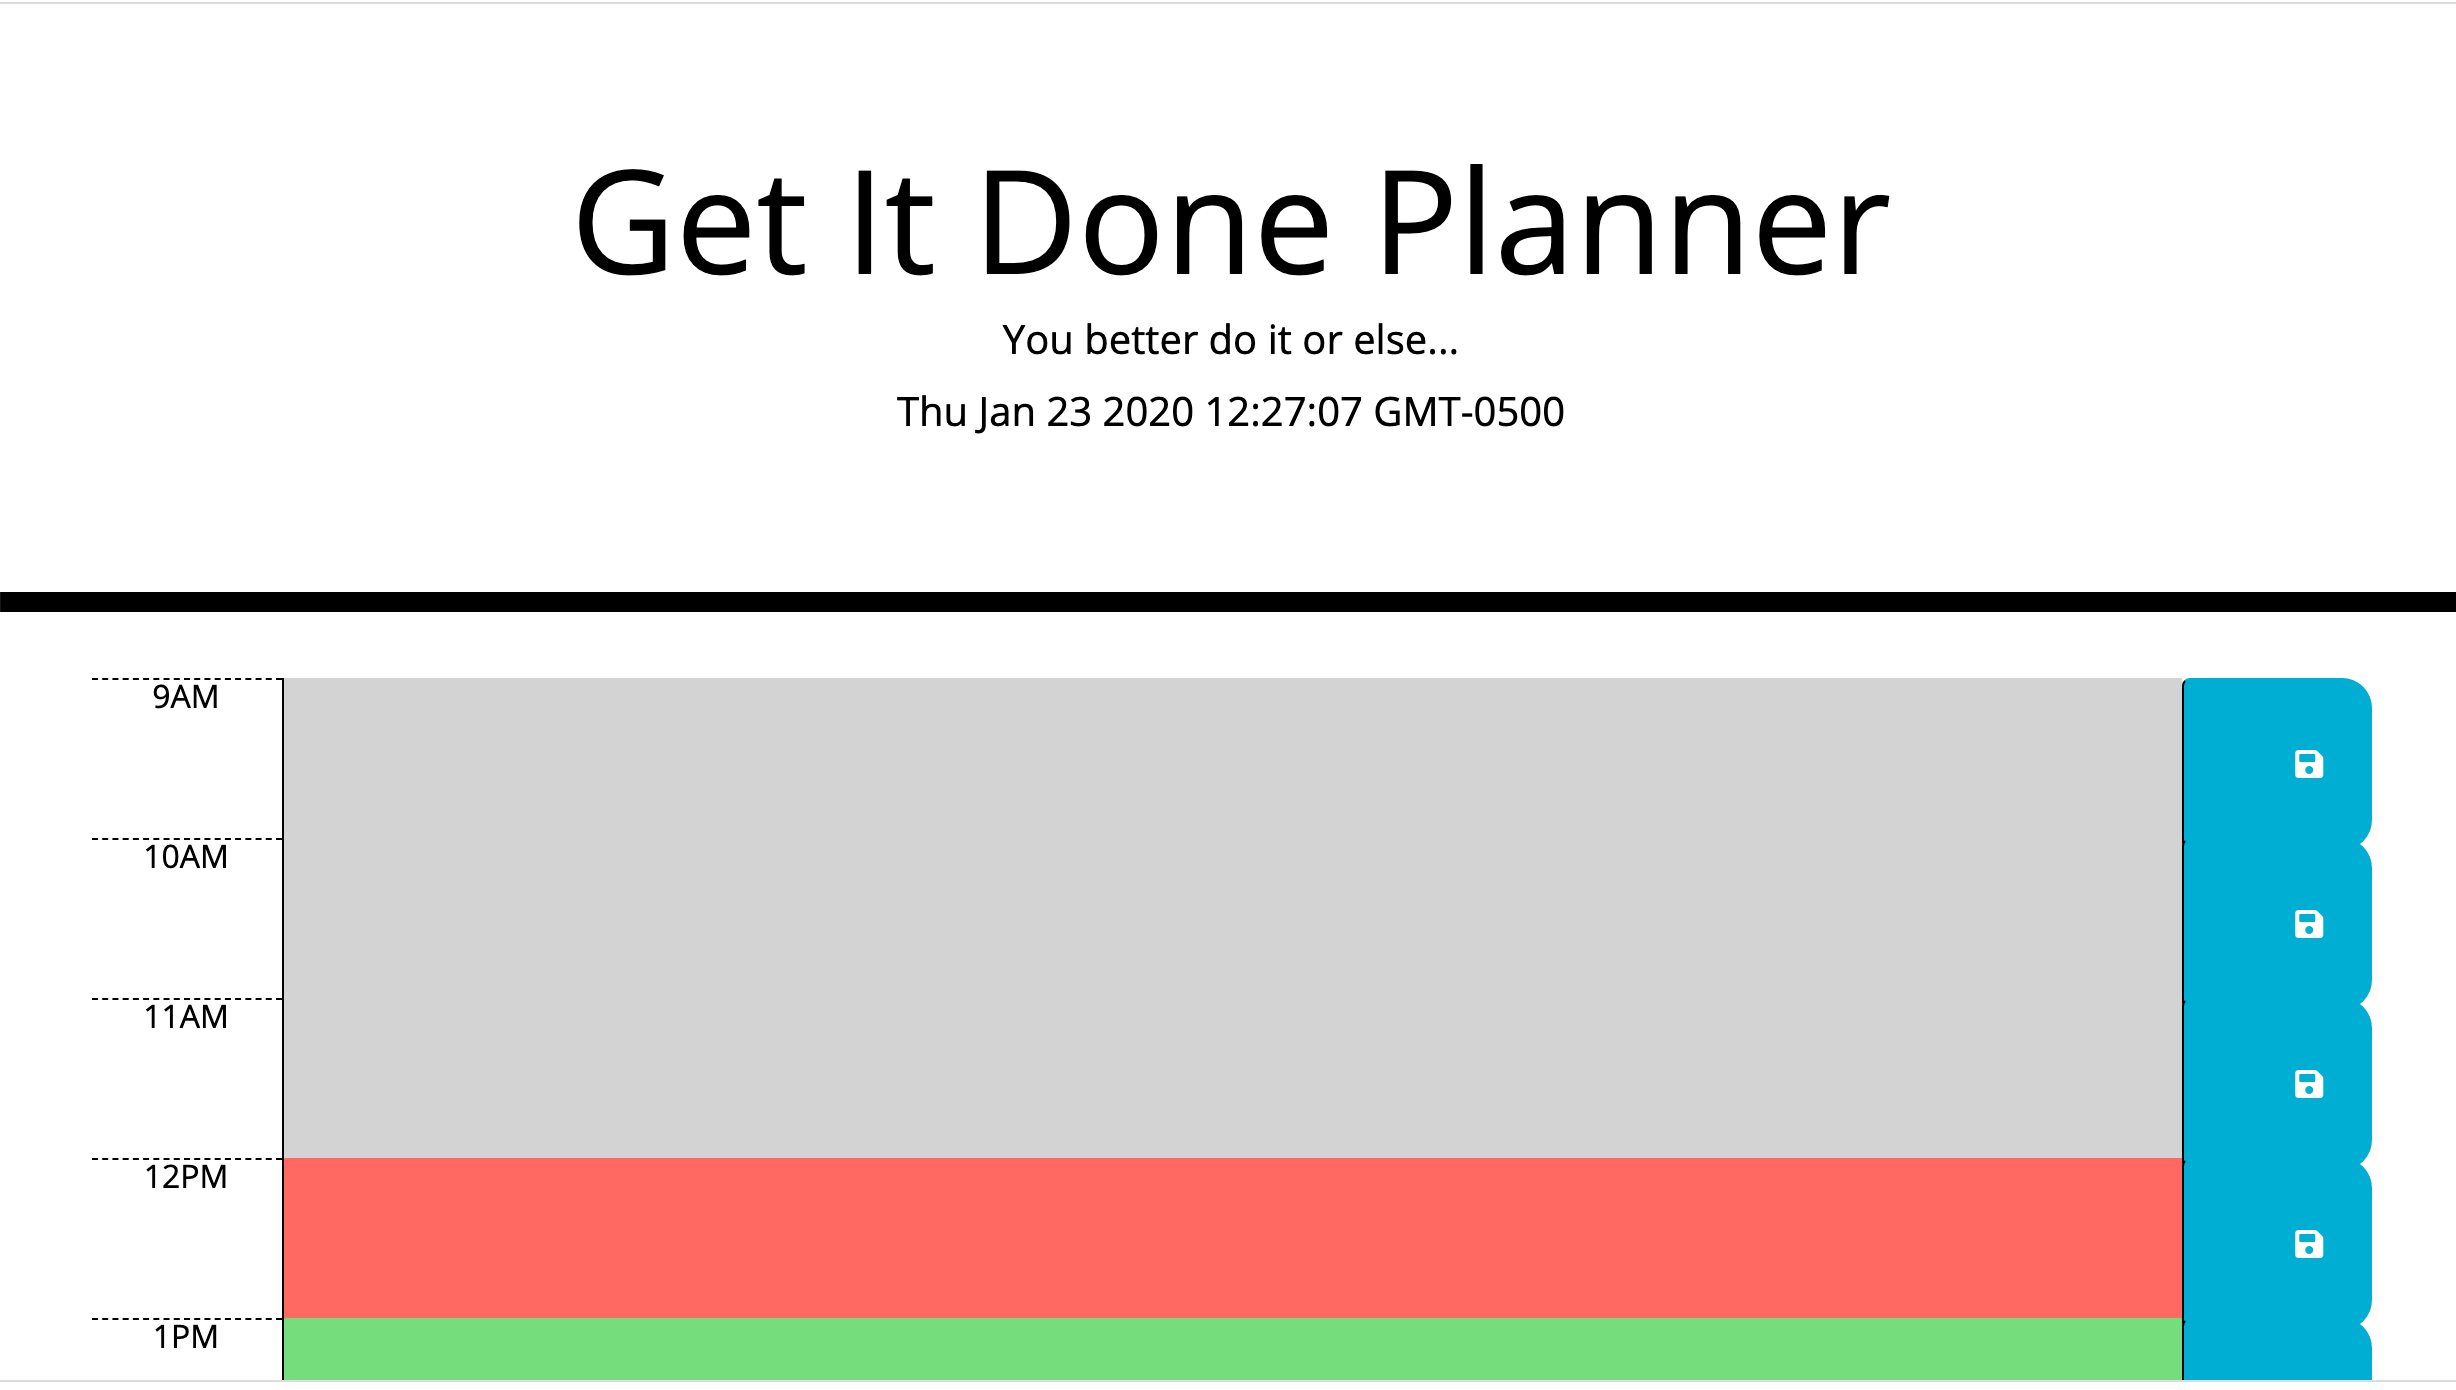 Get It Done Planner
You better do it or else...
Thu Jan 23 2020 12:27:07 GMT-0500
9AM
10AM
11AM
12PM
1PM